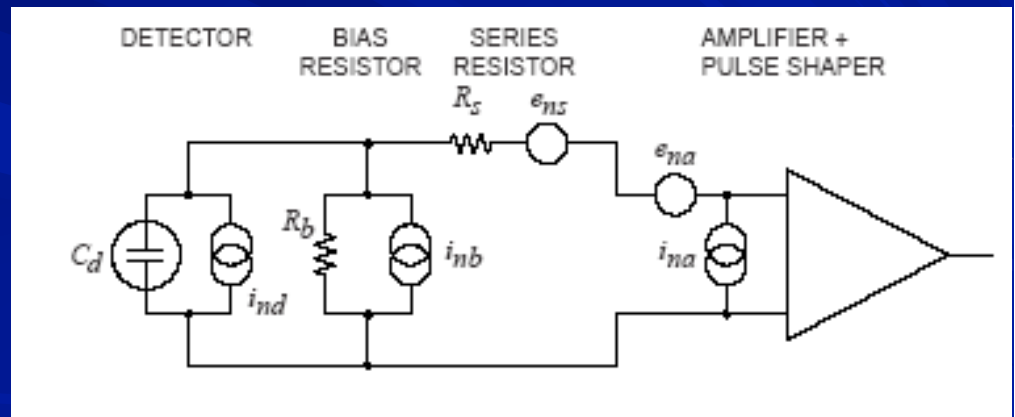 DETECTOR
BIAS
RESISTOR
SERIES
RESISTOR
AMPLIFIER +
PULSE SHAPER
Rs
ens
ena
Rb
Cd
ind
inb
ina